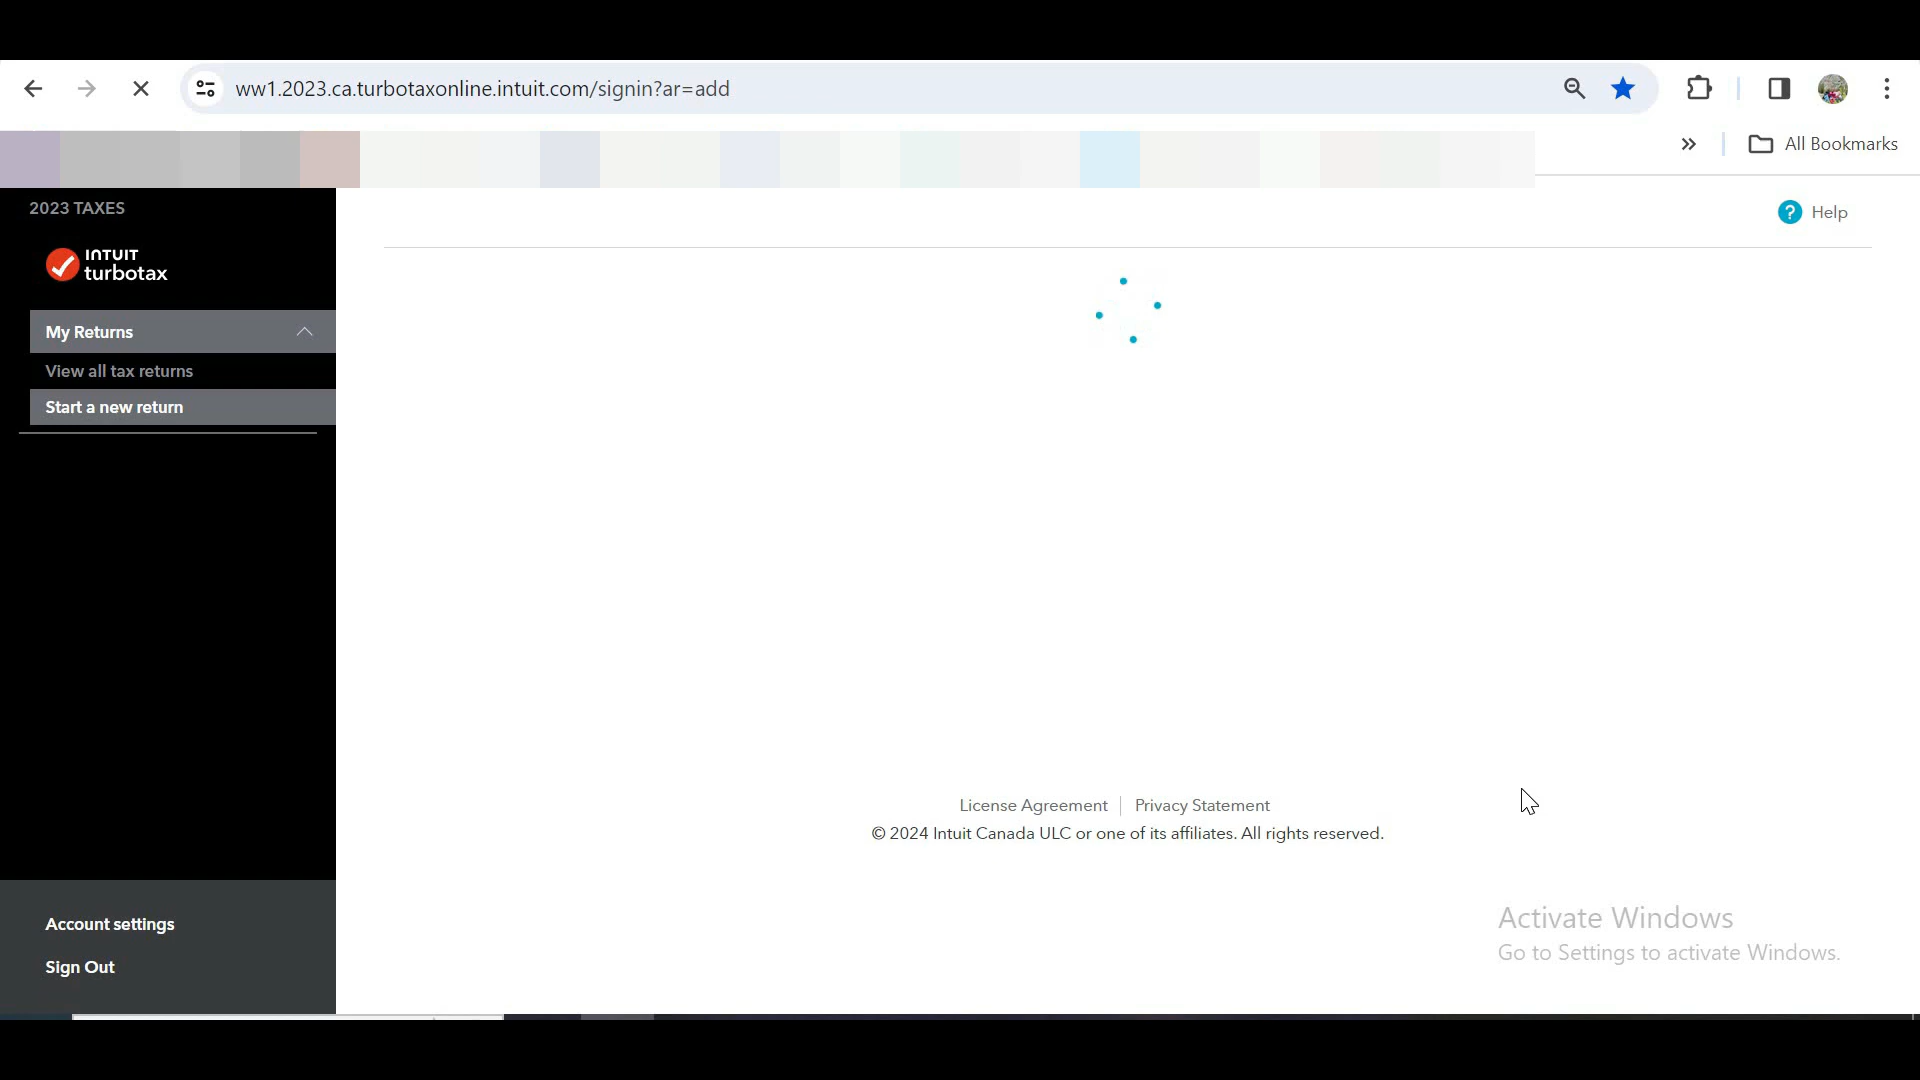 ww1.2023.ca.turbotaxonline.intuit.com/signin?ar=add
All Bookmarks
2023 TAXES
Help
INTUIT
turbotax
My Returns
View all tax returns
Start a new return
License Agreement Privacy Statement
© 2024 Intuit Canada ULC or one of its affiliates. All rights reserved.
Activate Windows
Go to Settings to activate Windows.
Account settings
Sign Out